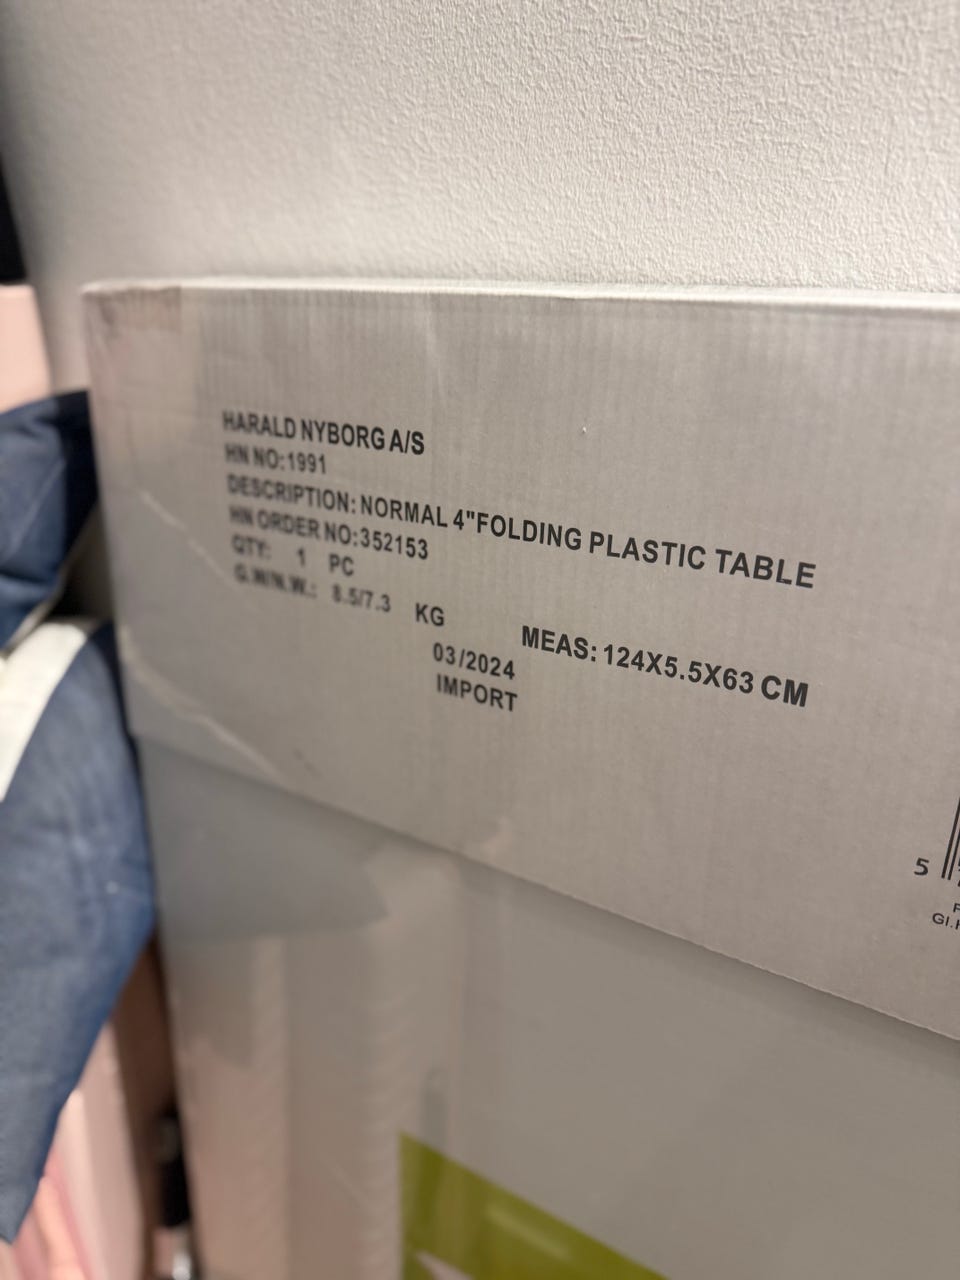 HARALD NYBORG A/S
HN NO:1991
DESCRIPTION: NORMAL 4"FOLDING PLASTIC TABLE
HN ORDER NO:352153
QTY: 1 PC
G.W/N.W.: 8.5/7.3 KG
MEAS: 124X5.5X63 CM
03/2024
IMPORT
5